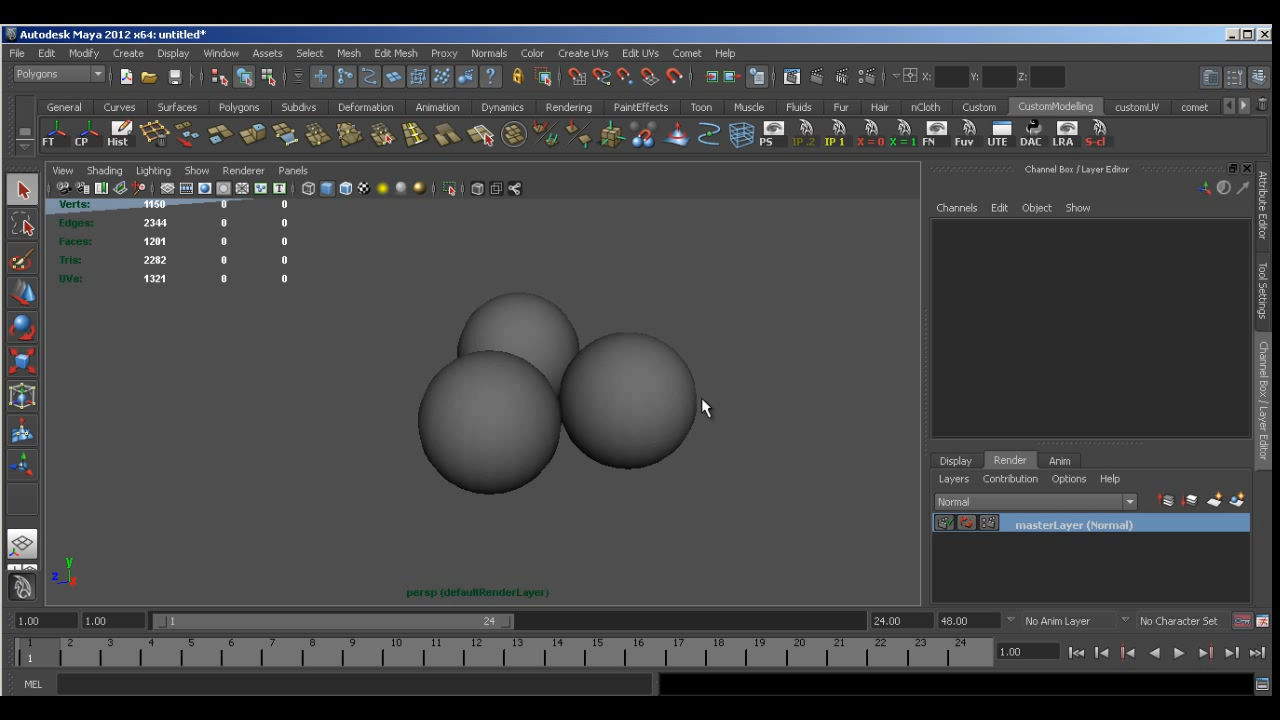 Autodesk Maya 2012 x64: untitled*
File Edit Modify Create Display Window Assets Select Mesh Edit Mesh Proxy Normals Color Create UVs Edit UVs Comet Help
Polygons X: Y: Z:
General Curves Surfaces Polygons Subdivs Deformation Animation Dynamics Rendering PaintEffects Toon Muscle Fluids Fur Hair nCloth Custom CustomModelling customUV comet
FT CP Hist PS IP .2 IP 1 X = 0 X = 1 FN Fuv UTE DAC LRA S-cl
View Shading Lighting Show Renderer Panels
Channel Box / Layer Editor
Channels Edit Object Show
Verts: 1150 0 0
Edges: 2344 0 0
Faces: 1201 0 0
Tris: 2282 0 0
UVs: 1321 0 0
Attribute Editor
Tool Settings
Channel Box / Layer Editor
Display Render Anim
Layers Contribution Options Help
Normal
masterLayer (Normal)
y
z x
persp (defaultRenderLayer)
1.00 1.00 1 24 24.00 48.00 No Anim Layer No Character Set
1 2 3 4 5 6 7 8 9 10 11 12 13 14 15 16 17 18 19 20 21 22 23 24
1 1.00
MEL